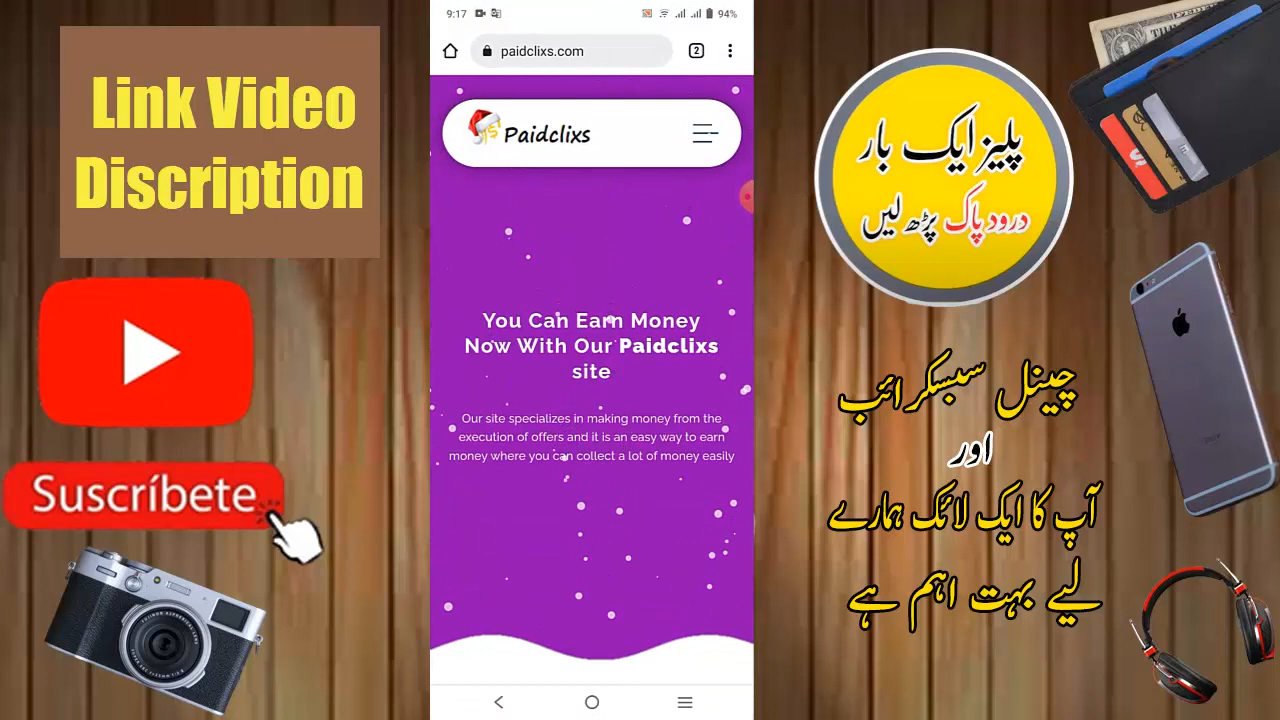 Link Video
Discription
Suscríbete
9:17
94%
paidclixs.com
2
Paidclixs
You Can Earn Money
Now With Our Paidclixs
site
Our site specializes in making money from the
execution of offers and it is an easy way to earn
money where you can collect a lot of money easily
پلیز ایک بار
درود پاک پڑھ لیں
چینل سبسکرائب
اور
آپ کا ایک لائک ہمارے
لیے بہت اہم ہے